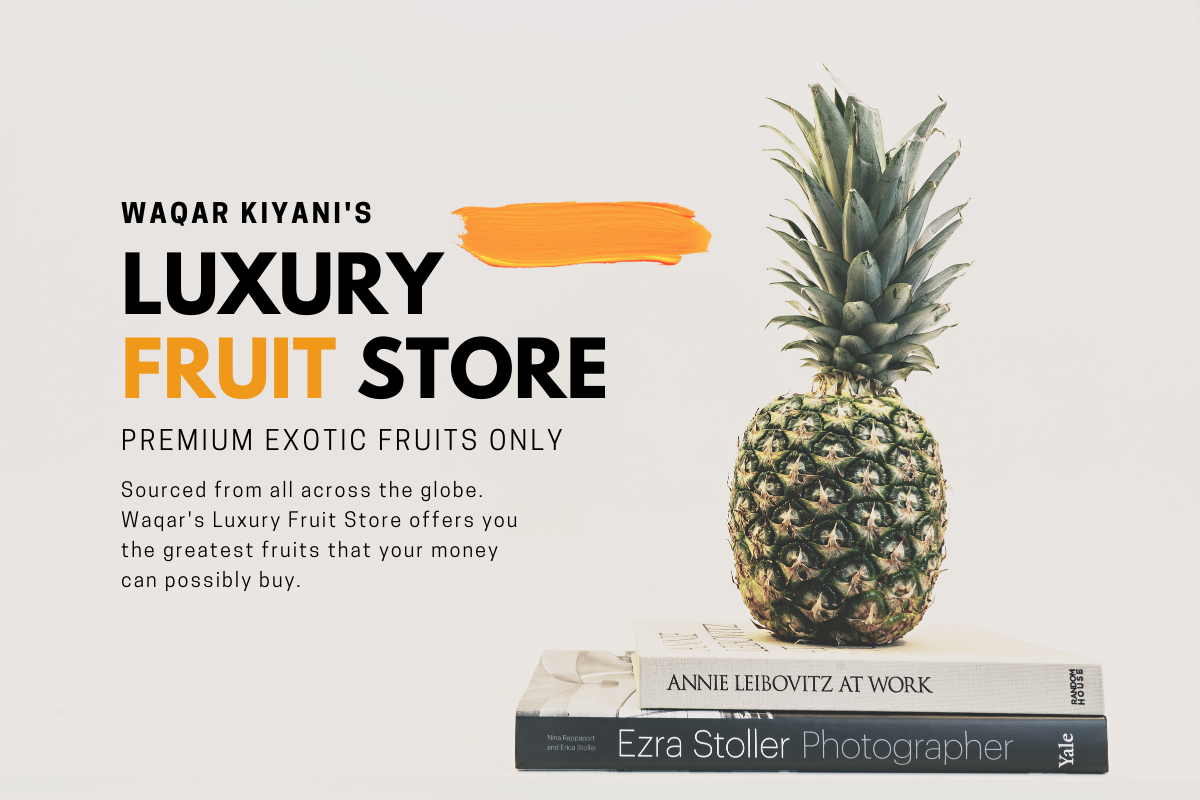 WAQAR KIYANI'S
LUXURY
FRUIT STORE
PREMIUM EXOTIC FRUITS ONLY
Sourced from all across the globe.
Waqar's Luxury Fruit Store offers you
the greatest fruits that your money
can possibly buy.
ANNIE LEIBOVITZ AT WORK
RANDOM
HOUSE
Nina Rappaport
and Erica Stoller
Ezra Stoller Photographer
Yale